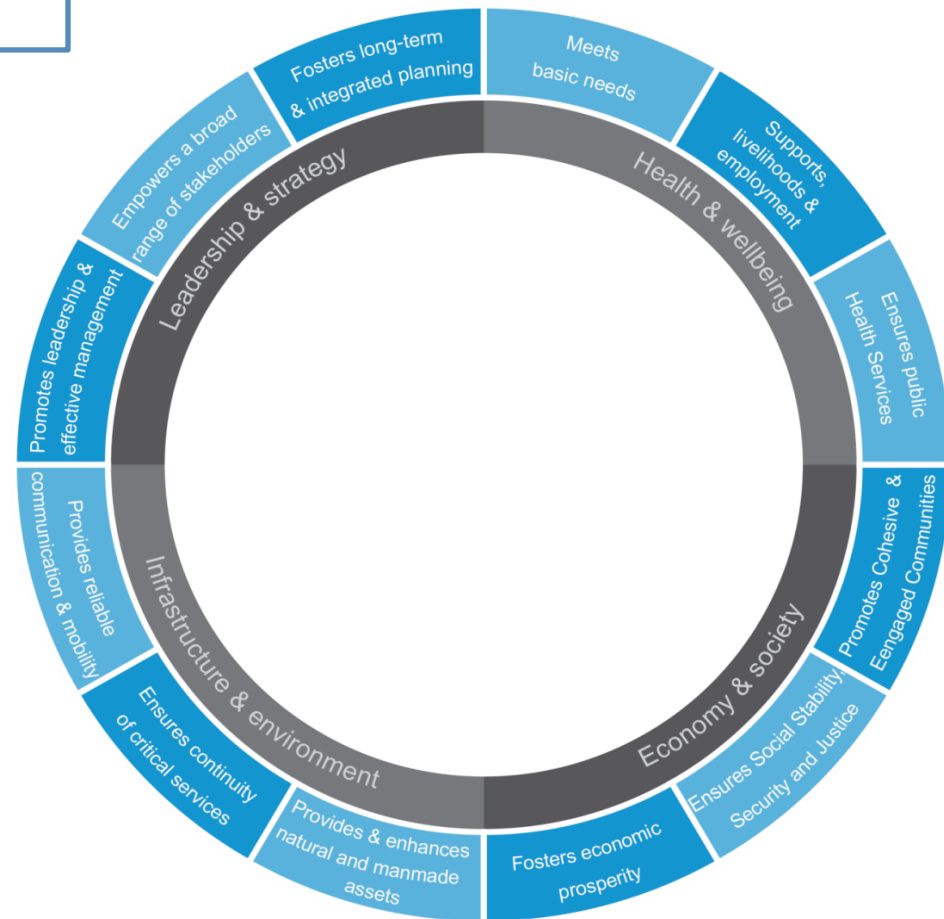 Meets
basic needs
Supports,
livelihoods &
employment
Ensures public
Health Services
Promotes Cohesive &
Eengaged Communities
Ensures Social Stability,
Security and Justice
Fosters economic
prosperity
Provides & enhances
natural and manmade
assets
Ensures continuity
of critical services
Provides reliable
communication & mobility
Promotes leadership &
effective management
Empowers a broad
range of stakeholders
Fosters long-term
& integrated planning
Health & wellbeing
Economy & society
Infrastructure & environment
Leadership & strategy